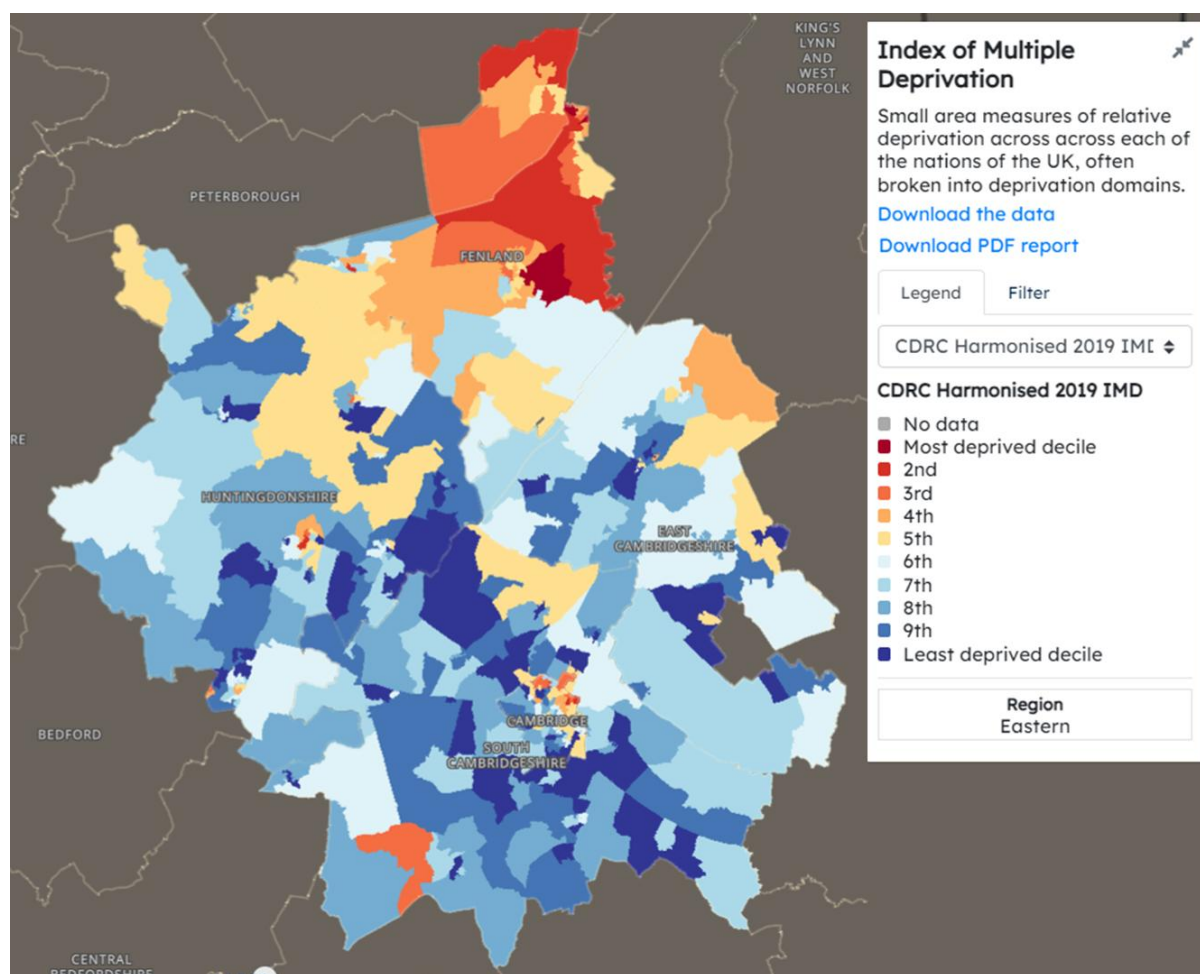 KING'S
LYNN
AND
WEST
NORFOLK
PETERBOROUGH
FENLAND
RE
HUNTINGDONSHIRE
EAST
CAMBRIDGESHIRE
CAMBRIDGE
SOUTH
CAMBRIDGESHIRE
BEDFORD
CENTRAL
BEDFORDSHIRE
Index of Multiple
Deprivation
Small area measures of relative
deprivation across across each of
the nations of the UK, often
broken into deprivation domains.
Download the data
Download PDF report
Legend Filter
CDRC Harmonised 2019 IME
CDRC Harmonised 2019 IMD
No data
Most deprived decile
2nd
3rd
4th
5th
6th
7th
8th
9th
Least deprived decile
Region
Eastern